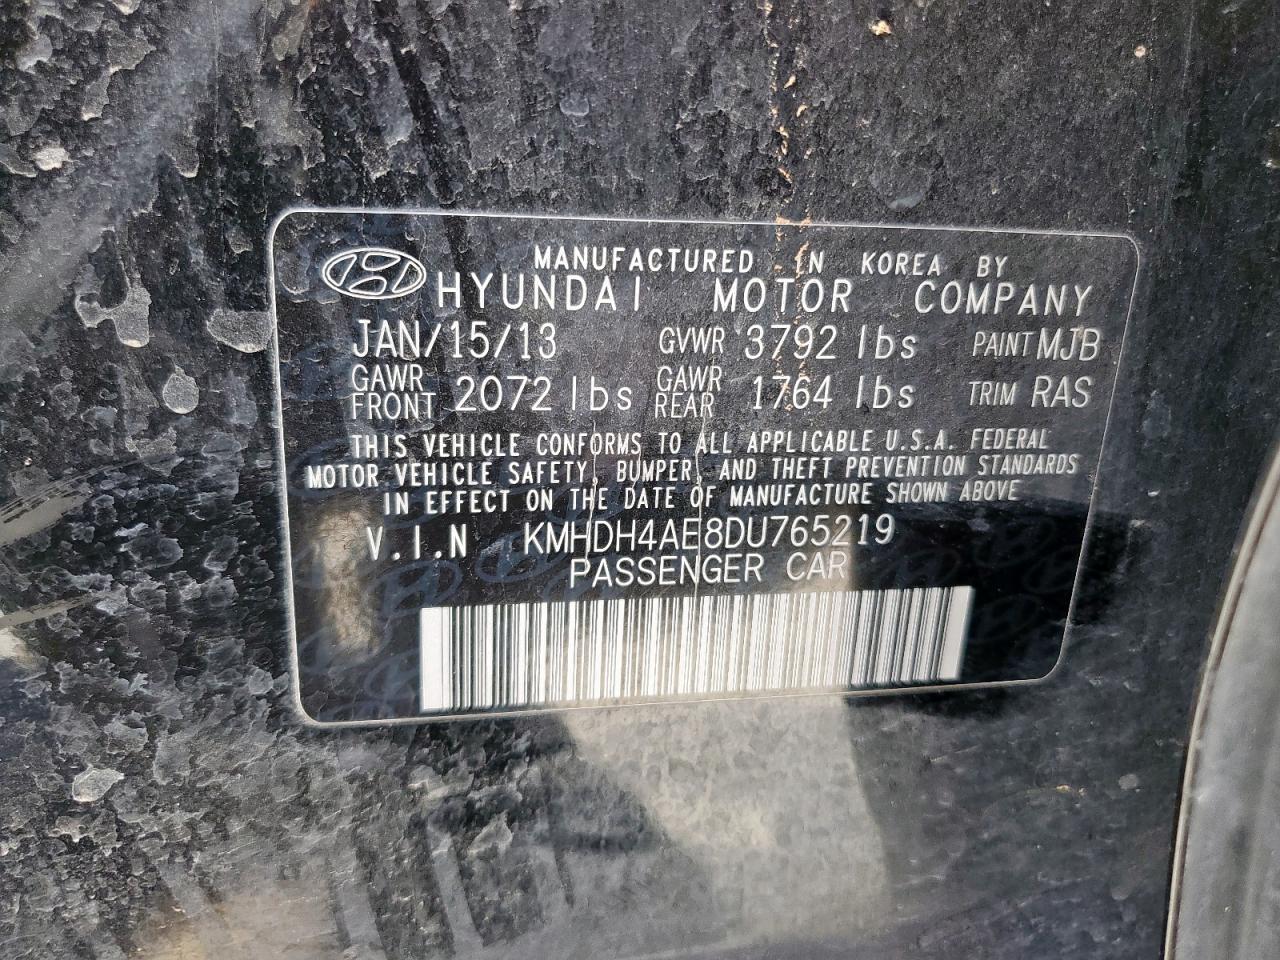 MANUFACTURED IN KOREA BY
HYUNDAI MOTOR COMPANY
JAN/15/13 GVWR 3792 lbs PAINT MJB
GAWR FRONT 2072 lbs GAWR REAR 1764 lbs TRIM RAS
THIS VEHICLE CONFORMS TO ALL APPLICABLE U.S.A. FEDERAL
MOTOR VEHICLE SAFETY, BUMPER, AND THEFT PREVENTION STANDARDS
IN EFFECT ON THE DATE OF MANUFACTURE SHOWN ABOVE
V.I.N KMHDH4AE8DU765219
PASSENGER CAR